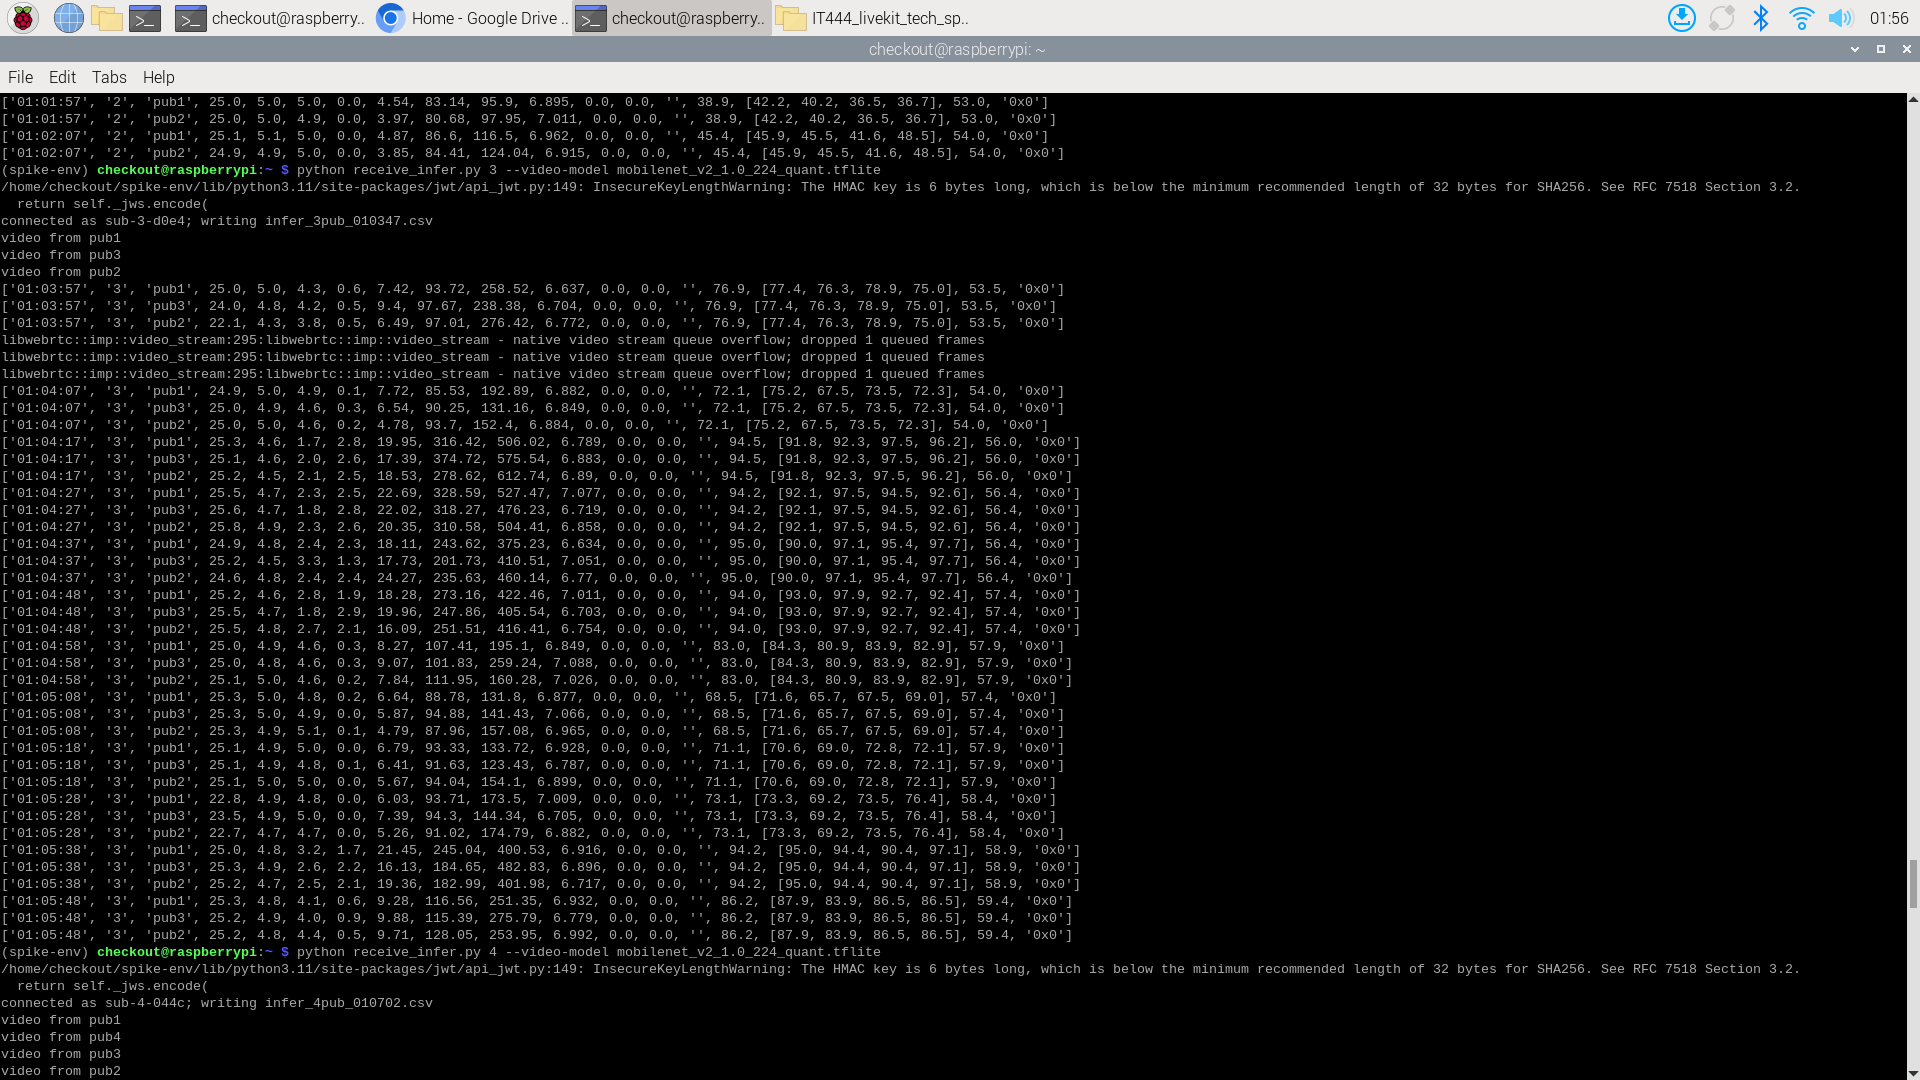 checkout@raspberry..
Home - Google Drive ..
checkout@raspberry..
IT444_livekit_tech_sp..
01:56
checkout@raspberrypi: ~
File Edit Tabs Help
['01:01:57', '2', 'pub1', 25.0, 5.0, 5.0, 0.0, 4.54, 83.14, 95.9, 6.895, 0.0, 0.0, '', 38.9, [42.2, 40.2, 36.5, 36.7], 53.0, '0x0']
['01:01:57', '2', 'pub2', 25.0, 5.0, 4.9, 0.0, 3.97, 80.68, 97.95, 7.011, 0.0, 0.0, '', 38.9, [42.2, 40.2, 36.5, 36.7], 53.0, '0x0']
['01:02:07', '2', 'pub1', 25.1, 5.1, 5.0, 0.0, 4.87, 86.6, 116.5, 6.962, 0.0, 0.0, '', 45.4, [45.9, 45.5, 41.6, 48.5], 54.0, '0x0']
['01:02:07', '2', 'pub2', 24.9, 4.9, 5.0, 0.0, 3.85, 84.41, 124.04, 6.915, 0.0, 0.0, '', 45.4, [45.9, 45.5, 41.6, 48.5], 54.0, '0x0']
(spike-env) checkout@raspberrypi:~ $ python receive_infer.py 3 --video-model mobilenet_v2_1.0_224_quant.tflite
/home/checkout/spike-env/lib/python3.11/site-packages/jwt/api_jwt.py:149: InsecureKeyLengthWarning: The HMAC key is 6 bytes long, which is below the minimum recommended length of 32 bytes for SHA256. See RFC 7518 Section 3.2.
  return self._jws.encode(
connected as sub-3-d0e4; writing infer_3pub_010347.csv
video from pub1
video from pub3
video from pub2
['01:03:57', '3', 'pub1', 25.0, 5.0, 4.3, 0.6, 7.42, 93.72, 258.52, 6.637, 0.0, 0.0, '', 76.9, [77.4, 76.3, 78.9, 75.0], 53.5, '0x0']
['01:03:57', '3', 'pub3', 24.0, 4.8, 4.2, 0.5, 9.4, 97.67, 238.38, 6.704, 0.0, 0.0, '', 76.9, [77.4, 76.3, 78.9, 75.0], 53.5, '0x0']
['01:03:57', '3', 'pub2', 22.1, 4.3, 3.8, 0.5, 6.49, 97.01, 276.42, 6.772, 0.0, 0.0, '', 76.9, [77.4, 76.3, 78.9, 75.0], 53.5, '0x0']
libwebrtc::imp::video_stream:295:libwebrtc::imp::video_stream - native video stream queue overflow; dropped 1 queued frames
libwebrtc::imp::video_stream:295:libwebrtc::imp::video_stream - native video stream queue overflow; dropped 1 queued frames
libwebrtc::imp::video_stream:295:libwebrtc::imp::video_stream - native video stream queue overflow; dropped 1 queued frames
['01:04:07', '3', 'pub1', 24.9, 5.0, 4.9, 0.1, 7.72, 85.53, 192.89, 6.882, 0.0, 0.0, '', 72.1, [75.2, 67.5, 73.5, 72.3], 54.0, '0x0']
['01:04:07', '3', 'pub3', 25.0, 4.9, 4.6, 0.3, 6.54, 90.25, 131.16, 6.849, 0.0, 0.0, '', 72.1, [75.2, 67.5, 73.5, 72.3], 54.0, '0x0']
['01:04:07', '3', 'pub2', 25.0, 5.0, 4.6, 0.2, 4.78, 93.7, 152.4, 6.884, 0.0, 0.0, '', 72.1, [75.2, 67.5, 73.5, 72.3], 54.0, '0x0']
['01:04:17', '3', 'pub1', 25.3, 4.6, 1.7, 2.8, 19.95, 316.42, 506.02, 6.789, 0.0, 0.0, '', 94.5, [91.8, 92.3, 97.5, 96.2], 56.0, '0x0']
['01:04:17', '3', 'pub3', 25.1, 4.6, 2.0, 2.6, 17.39, 374.72, 575.54, 6.883, 0.0, 0.0, '', 94.5, [91.8, 92.3, 97.5, 96.2], 56.0, '0x0']
['01:04:17', '3', 'pub2', 25.2, 4.5, 2.1, 2.5, 18.53, 278.62, 612.74, 6.89, 0.0, 0.0, '', 94.5, [91.8, 92.3, 97.5, 96.2], 56.0, '0x0']
['01:04:27', '3', 'pub1', 25.5, 4.7, 2.3, 2.5, 22.69, 328.59, 527.47, 7.077, 0.0, 0.0, '', 94.2, [92.1, 97.5, 94.5, 92.6], 56.4, '0x0']
['01:04:27', '3', 'pub3', 25.6, 4.7, 1.8, 2.8, 22.02, 318.27, 476.23, 6.719, 0.0, 0.0, '', 94.2, [92.1, 97.5, 94.5, 92.6], 56.4, '0x0']
['01:04:27', '3', 'pub2', 25.8, 4.9, 2.3, 2.6, 20.35, 310.58, 504.41, 6.858, 0.0, 0.0, '', 94.2, [92.1, 97.5, 94.5, 92.6], 56.4, '0x0']
['01:04:37', '3', 'pub1', 24.9, 4.8, 2.4, 2.3, 18.11, 243.62, 375.23, 6.634, 0.0, 0.0, '', 95.0, [90.0, 97.1, 95.4, 97.7], 56.4, '0x0']
['01:04:37', '3', 'pub3', 25.2, 4.5, 3.3, 1.3, 17.73, 201.73, 410.51, 7.051, 0.0, 0.0, '', 95.0, [90.0, 97.1, 95.4, 97.7], 56.4, '0x0']
['01:04:37', '3', 'pub2', 24.6, 4.8, 2.4, 2.4, 24.27, 235.63, 460.14, 6.77, 0.0, 0.0, '', 95.0, [90.0, 97.1, 95.4, 97.7], 56.4, '0x0']
['01:04:48', '3', 'pub1', 25.2, 4.6, 2.8, 1.9, 18.28, 273.16, 422.46, 7.011, 0.0, 0.0, '', 94.0, [93.0, 97.9, 92.7, 92.4], 57.4, '0x0']
['01:04:48', '3', 'pub3', 25.5, 4.7, 1.8, 2.9, 19.96, 247.86, 405.54, 6.703, 0.0, 0.0, '', 94.0, [93.0, 97.9, 92.7, 92.4], 57.4, '0x0']
['01:04:48', '3', 'pub2', 25.5, 4.8, 2.7, 2.1, 16.09, 251.51, 416.41, 6.754, 0.0, 0.0, '', 94.0, [93.0, 97.9, 92.7, 92.4], 57.4, '0x0']
['01:04:58', '3', 'pub1', 25.0, 4.9, 4.6, 0.3, 8.27, 107.41, 195.1, 6.849, 0.0, 0.0, '', 83.0, [84.3, 80.9, 83.9, 82.9], 57.9, '0x0']
['01:04:58', '3', 'pub3', 25.0, 4.8, 4.6, 0.3, 9.07, 101.83, 259.24, 7.088, 0.0, 0.0, '', 83.0, [84.3, 80.9, 83.9, 82.9], 57.9, '0x0']
['01:04:58', '3', 'pub2', 25.1, 5.0, 4.6, 0.2, 7.84, 111.95, 160.28, 7.026, 0.0, 0.0, '', 83.0, [84.3, 80.9, 83.9, 82.9], 57.9, '0x0']
['01:05:08', '3', 'pub1', 25.3, 5.0, 4.8, 0.2, 6.64, 88.78, 131.8, 6.877, 0.0, 0.0, '', 68.5, [71.6, 65.7, 67.5, 69.0], 57.4, '0x0']
['01:05:08', '3', 'pub3', 25.3, 5.0, 4.9, 0.0, 5.87, 94.88, 141.43, 7.066, 0.0, 0.0, '', 68.5, [71.6, 65.7, 67.5, 69.0], 57.4, '0x0']
['01:05:08', '3', 'pub2', 25.3, 4.9, 5.1, 0.1, 4.79, 87.96, 157.08, 6.965, 0.0, 0.0, '', 68.5, [71.6, 65.7, 67.5, 69.0], 57.4, '0x0']
['01:05:18', '3', 'pub1', 25.1, 4.9, 5.0, 0.0, 6.79, 93.33, 133.72, 6.928, 0.0, 0.0, '', 71.1, [70.6, 69.0, 72.8, 72.1], 57.9, '0x0']
['01:05:18', '3', 'pub3', 25.1, 4.9, 4.8, 0.1, 6.41, 91.63, 123.43, 6.787, 0.0, 0.0, '', 71.1, [70.6, 69.0, 72.8, 72.1], 57.9, '0x0']
['01:05:18', '3', 'pub2', 25.1, 5.0, 5.0, 0.0, 5.67, 94.04, 154.1, 6.899, 0.0, 0.0, '', 71.1, [70.6, 69.0, 72.8, 72.1], 57.9, '0x0']
['01:05:28', '3', 'pub1', 22.8, 4.9, 4.8, 0.0, 6.03, 93.71, 173.5, 7.009, 0.0, 0.0, '', 73.1, [73.3, 69.2, 73.5, 76.4], 58.4, '0x0']
['01:05:28', '3', 'pub3', 23.5, 4.9, 5.0, 0.0, 7.39, 94.3, 144.34, 6.705, 0.0, 0.0, '', 73.1, [73.3, 69.2, 73.5, 76.4], 58.4, '0x0']
['01:05:28', '3', 'pub2', 22.7, 4.7, 4.7, 0.0, 5.26, 91.02, 174.79, 6.882, 0.0, 0.0, '', 73.1, [73.3, 69.2, 73.5, 76.4], 58.4, '0x0']
['01:05:38', '3', 'pub1', 25.0, 4.8, 3.2, 1.7, 21.45, 245.04, 400.53, 6.916, 0.0, 0.0, '', 94.2, [95.0, 94.4, 90.4, 97.1], 58.9, '0x0']
['01:05:38', '3', 'pub3', 25.3, 4.9, 2.6, 2.2, 16.13, 184.65, 482.83, 6.896, 0.0, 0.0, '', 94.2, [95.0, 94.4, 90.4, 97.1], 58.9, '0x0']
['01:05:38', '3', 'pub2', 25.2, 4.7, 2.5, 2.1, 19.36, 182.99, 401.98, 6.717, 0.0, 0.0, '', 94.2, [95.0, 94.4, 90.4, 97.1], 58.9, '0x0']
['01:05:48', '3', 'pub1', 25.3, 4.8, 4.1, 0.6, 9.28, 116.56, 251.35, 6.932, 0.0, 0.0, '', 86.2, [87.9, 83.9, 86.5, 86.5], 59.4, '0x0']
['01:05:48', '3', 'pub3', 25.2, 4.9, 4.0, 0.9, 9.88, 115.39, 275.79, 6.779, 0.0, 0.0, '', 86.2, [87.9, 83.9, 86.5, 86.5], 59.4, '0x0']
['01:05:48', '3', 'pub2', 25.2, 4.8, 4.4, 0.5, 9.71, 128.05, 253.95, 6.992, 0.0, 0.0, '', 86.2, [87.9, 83.9, 86.5, 86.5], 59.4, '0x0']
(spike-env) checkout@raspberrypi:~ $ python receive_infer.py 4 --video-model mobilenet_v2_1.0_224_quant.tflite
/home/checkout/spike-env/lib/python3.11/site-packages/jwt/api_jwt.py:149: InsecureKeyLengthWarning: The HMAC key is 6 bytes long, which is below the minimum recommended length of 32 bytes for SHA256. See RFC 7518 Section 3.2.
  return self._jws.encode(
connected as sub-4-044c; writing infer_4pub_010702.csv
video from pub1
video from pub4
video from pub3
video from pub2